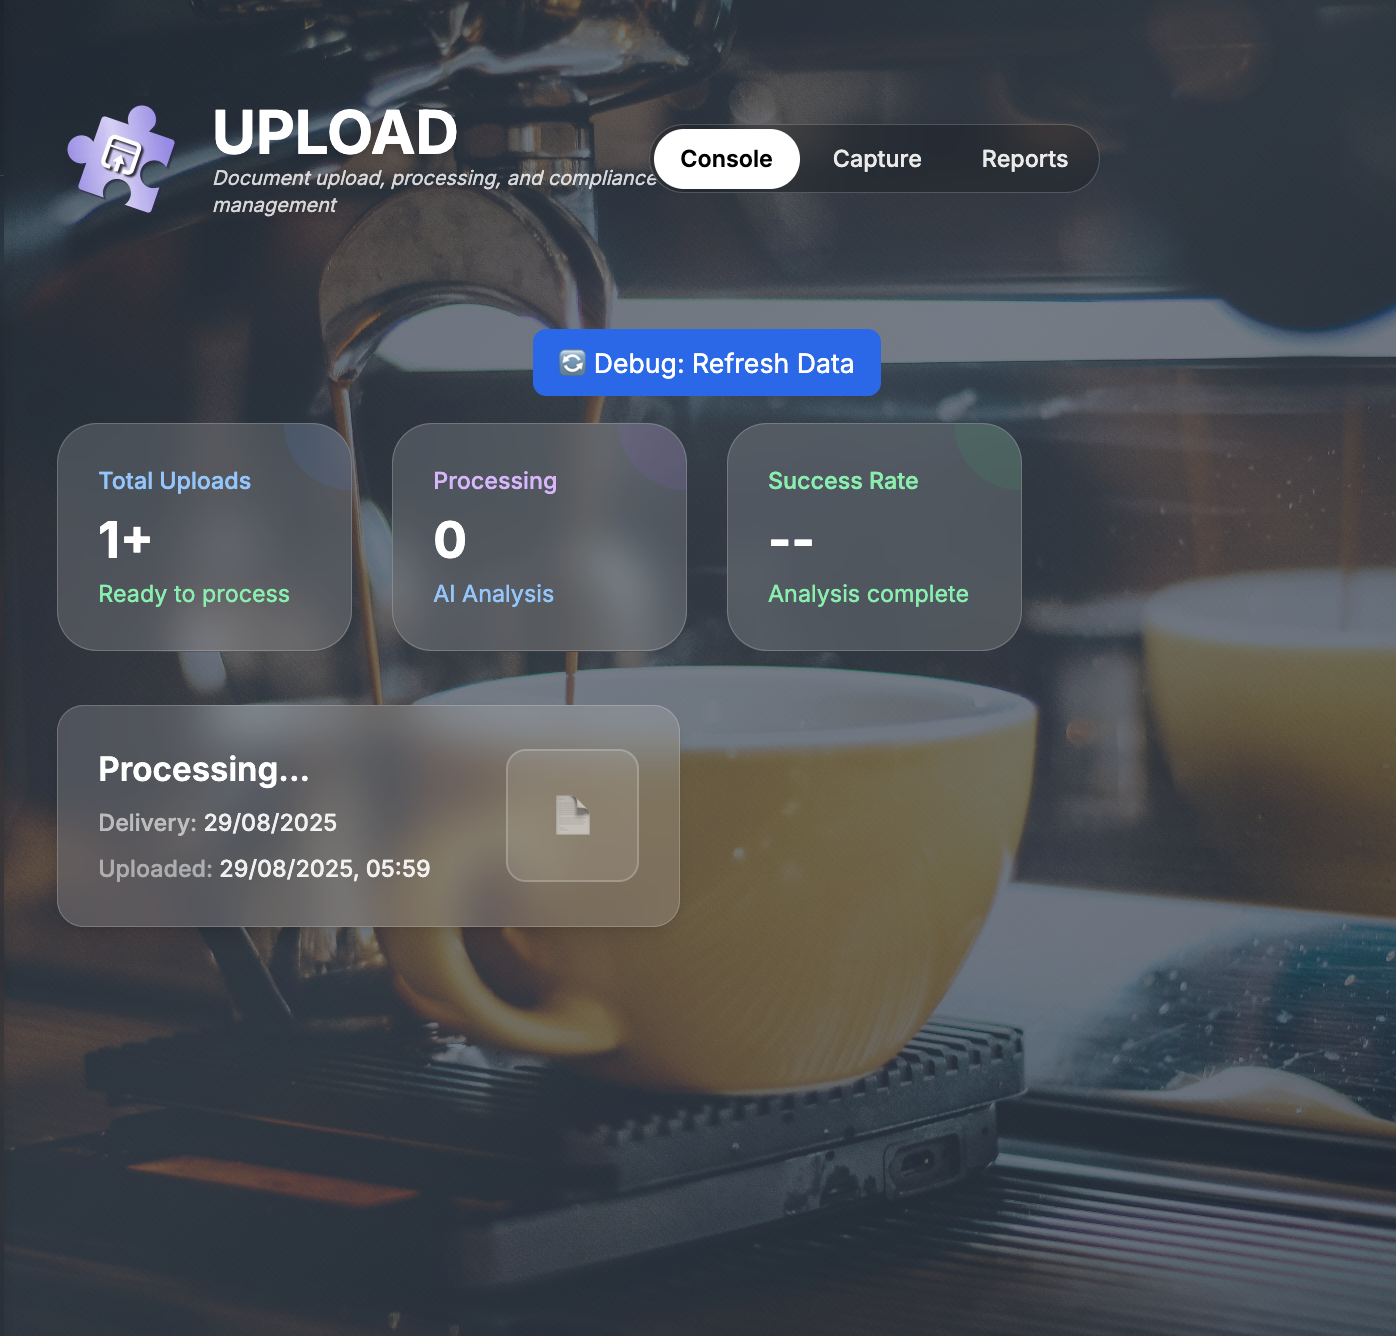 UPLOAD
Document upload, processing, and compliance
management
Console
Capture
Reports
Debug: Refresh Data
Total Uploads
1+
Ready to process
Processing
0
AI Analysis
Success Rate
--
Analysis complete
Processing...
Delivery: 29/08/2025
Uploaded: 29/08/2025, 05:59